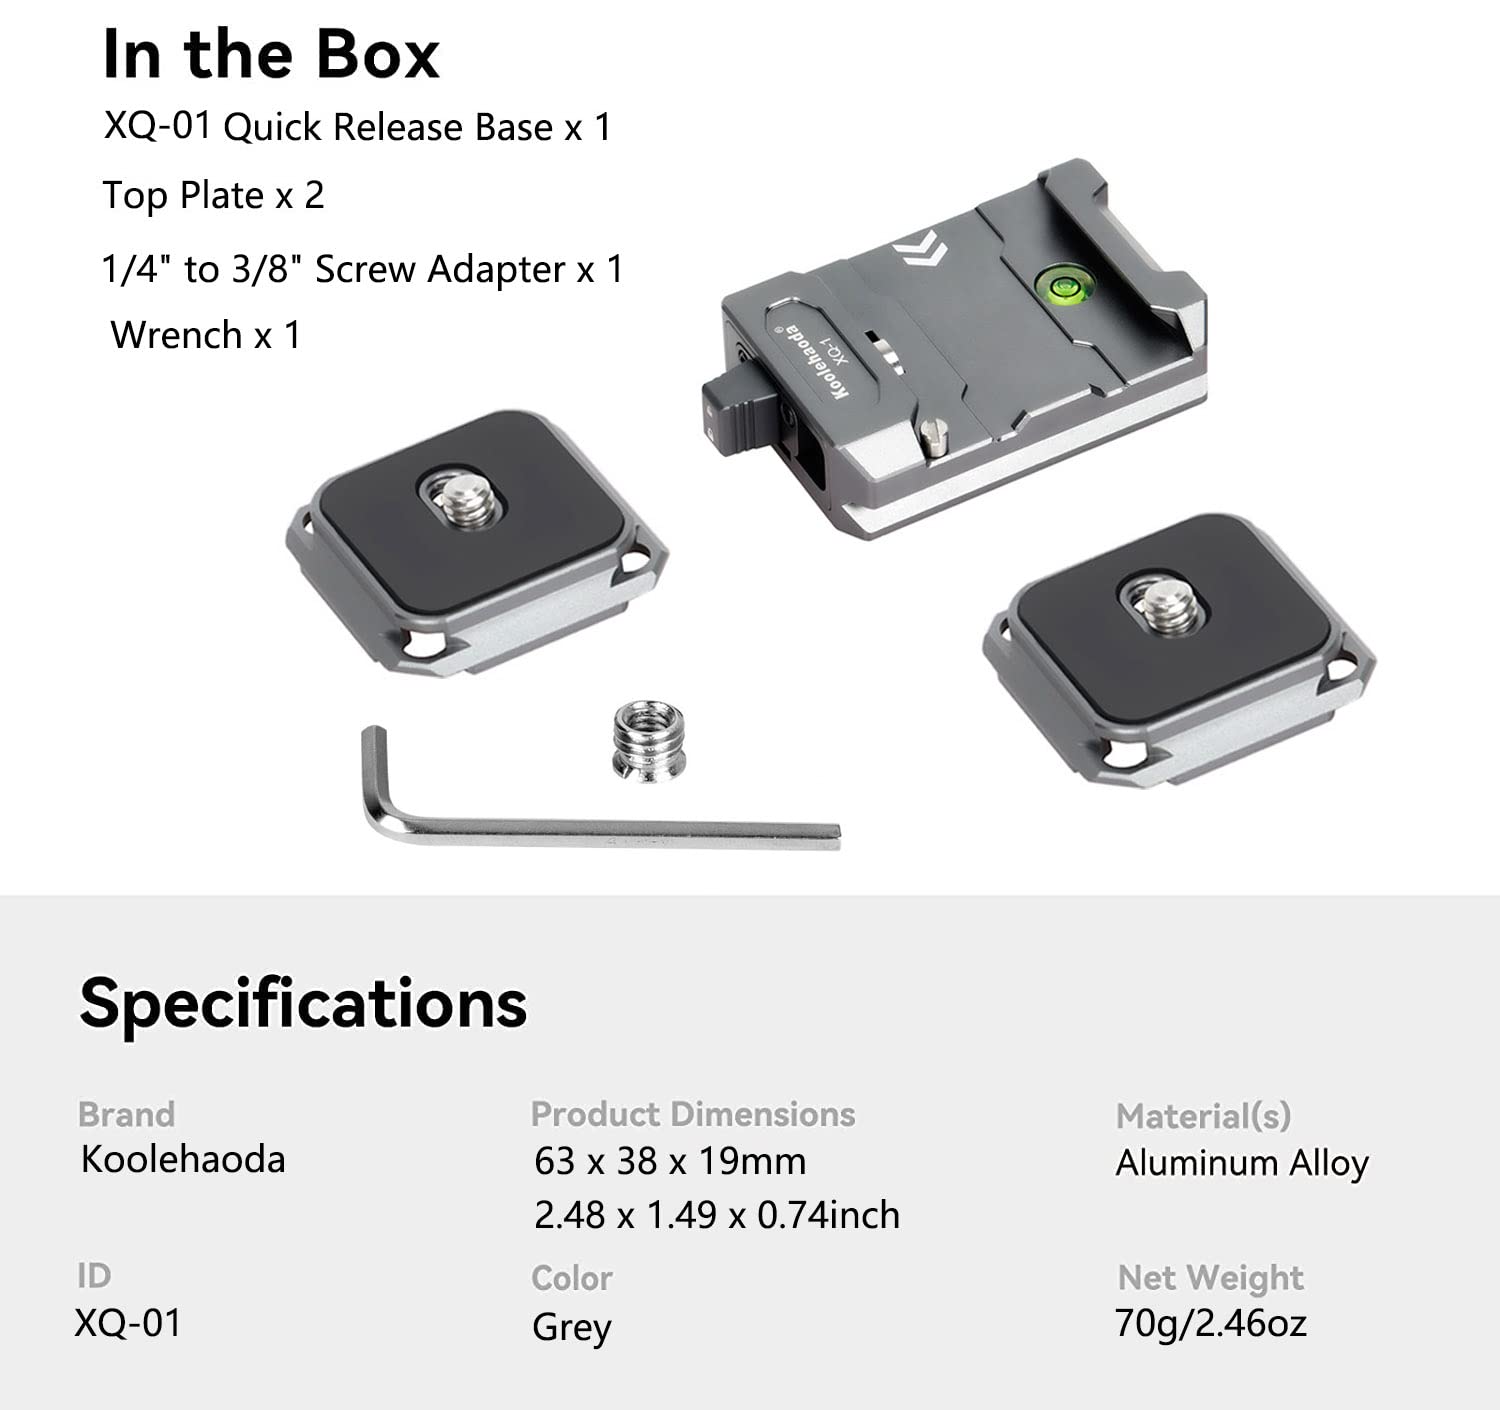 In the Box
XQ-01 Quick Release Base x 1
Top Plate x 2
1/4" to 3/8" Screw Adapter x 1
Wrench x 1
Koolehaoda®
XQ-1
Specifications
Brand
Koolehaoda
Product Dimensions
63 x 38 x 19mm
2.48 x 1.49 x 0.74inch
Material(s)
Aluminum Alloy
ID
XQ-01
Color
Grey
Net Weight
70g/2.46oz